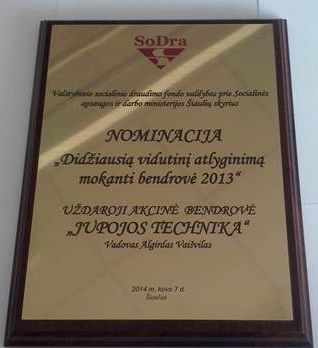 SoDra
Valstybinio socialinio draudimo fondo valdybos prie Socialinės
apsaugos ir darbo ministerijos Šiaulių skyrius
NOMINACIJA
„Didžiausią vidutinį atlyginimą
mokanti bendrovė 2013“
UŽDAROJI AKCINĖ BENDROVĖ
„JUPOJOS TECHNIKA“
Vadovas Algirdas Vaišvilas
2014 m. kovo 7 d.
Šiauliai